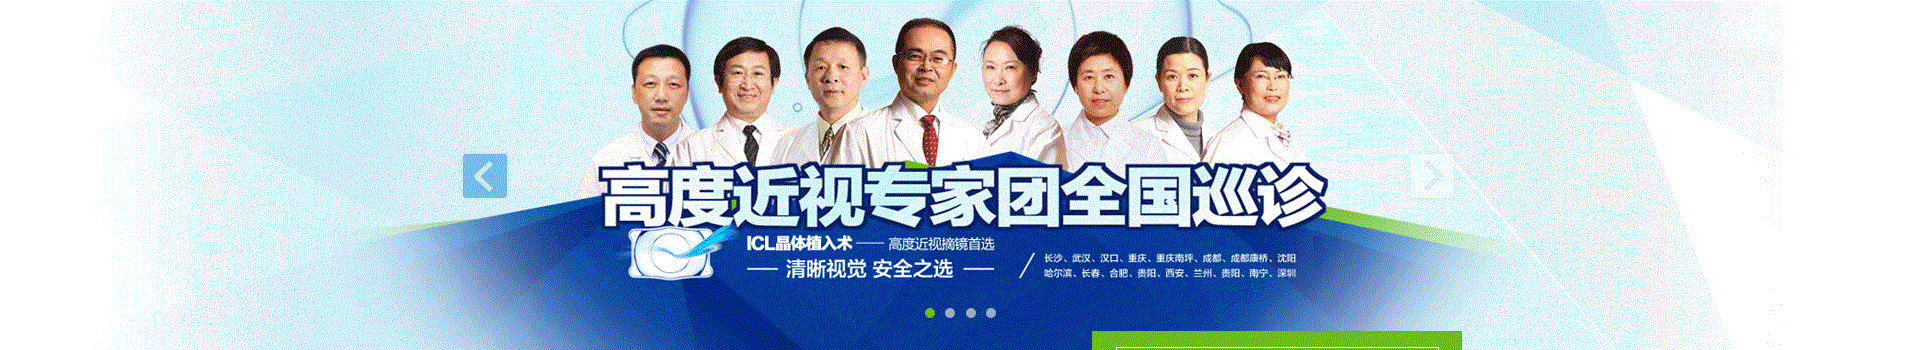 高度近视专家团全国巡诊
ICL晶体植入术 —— 高度近视摘镜首选
— 清晰视觉 安全之选 —
长沙、武汉、汉口、重庆、重庆南坪、成都、成都康桥、沈阳
哈尔滨、长春、合肥、贵阳、西安、兰州、贵阳、南宁、深圳